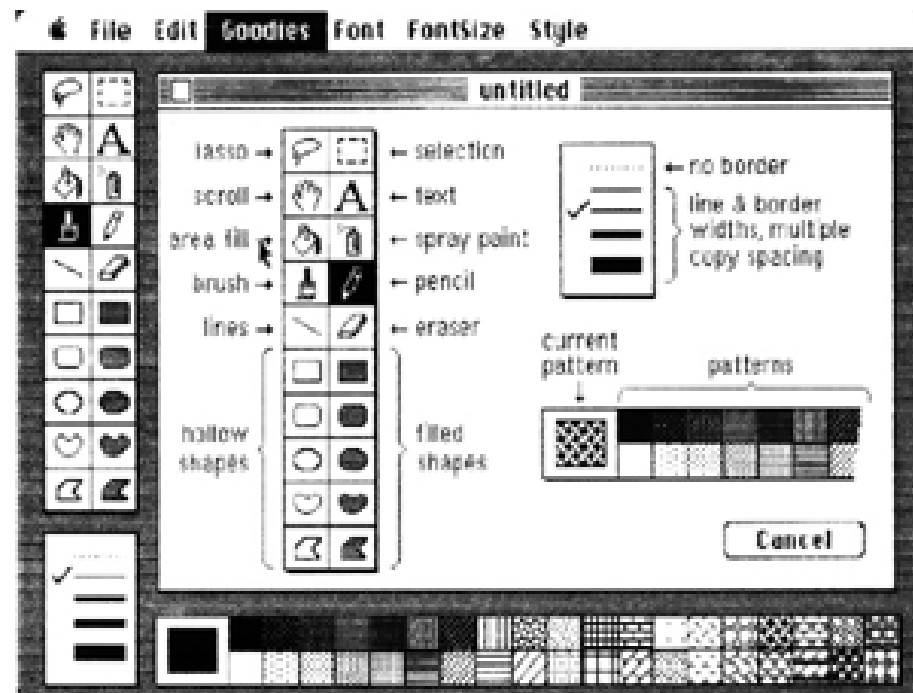 File Edit Goodies Font FontSize Style
untitled
lasso → ← selection
scroll → A ← text
area fill → ← spray paint
brush → ← pencil
lines → ← eraser
hollow
shapes
filled
shapes
← no border
line & border
widths, multiple
copy spacing
current
pattern
patterns
Cancel